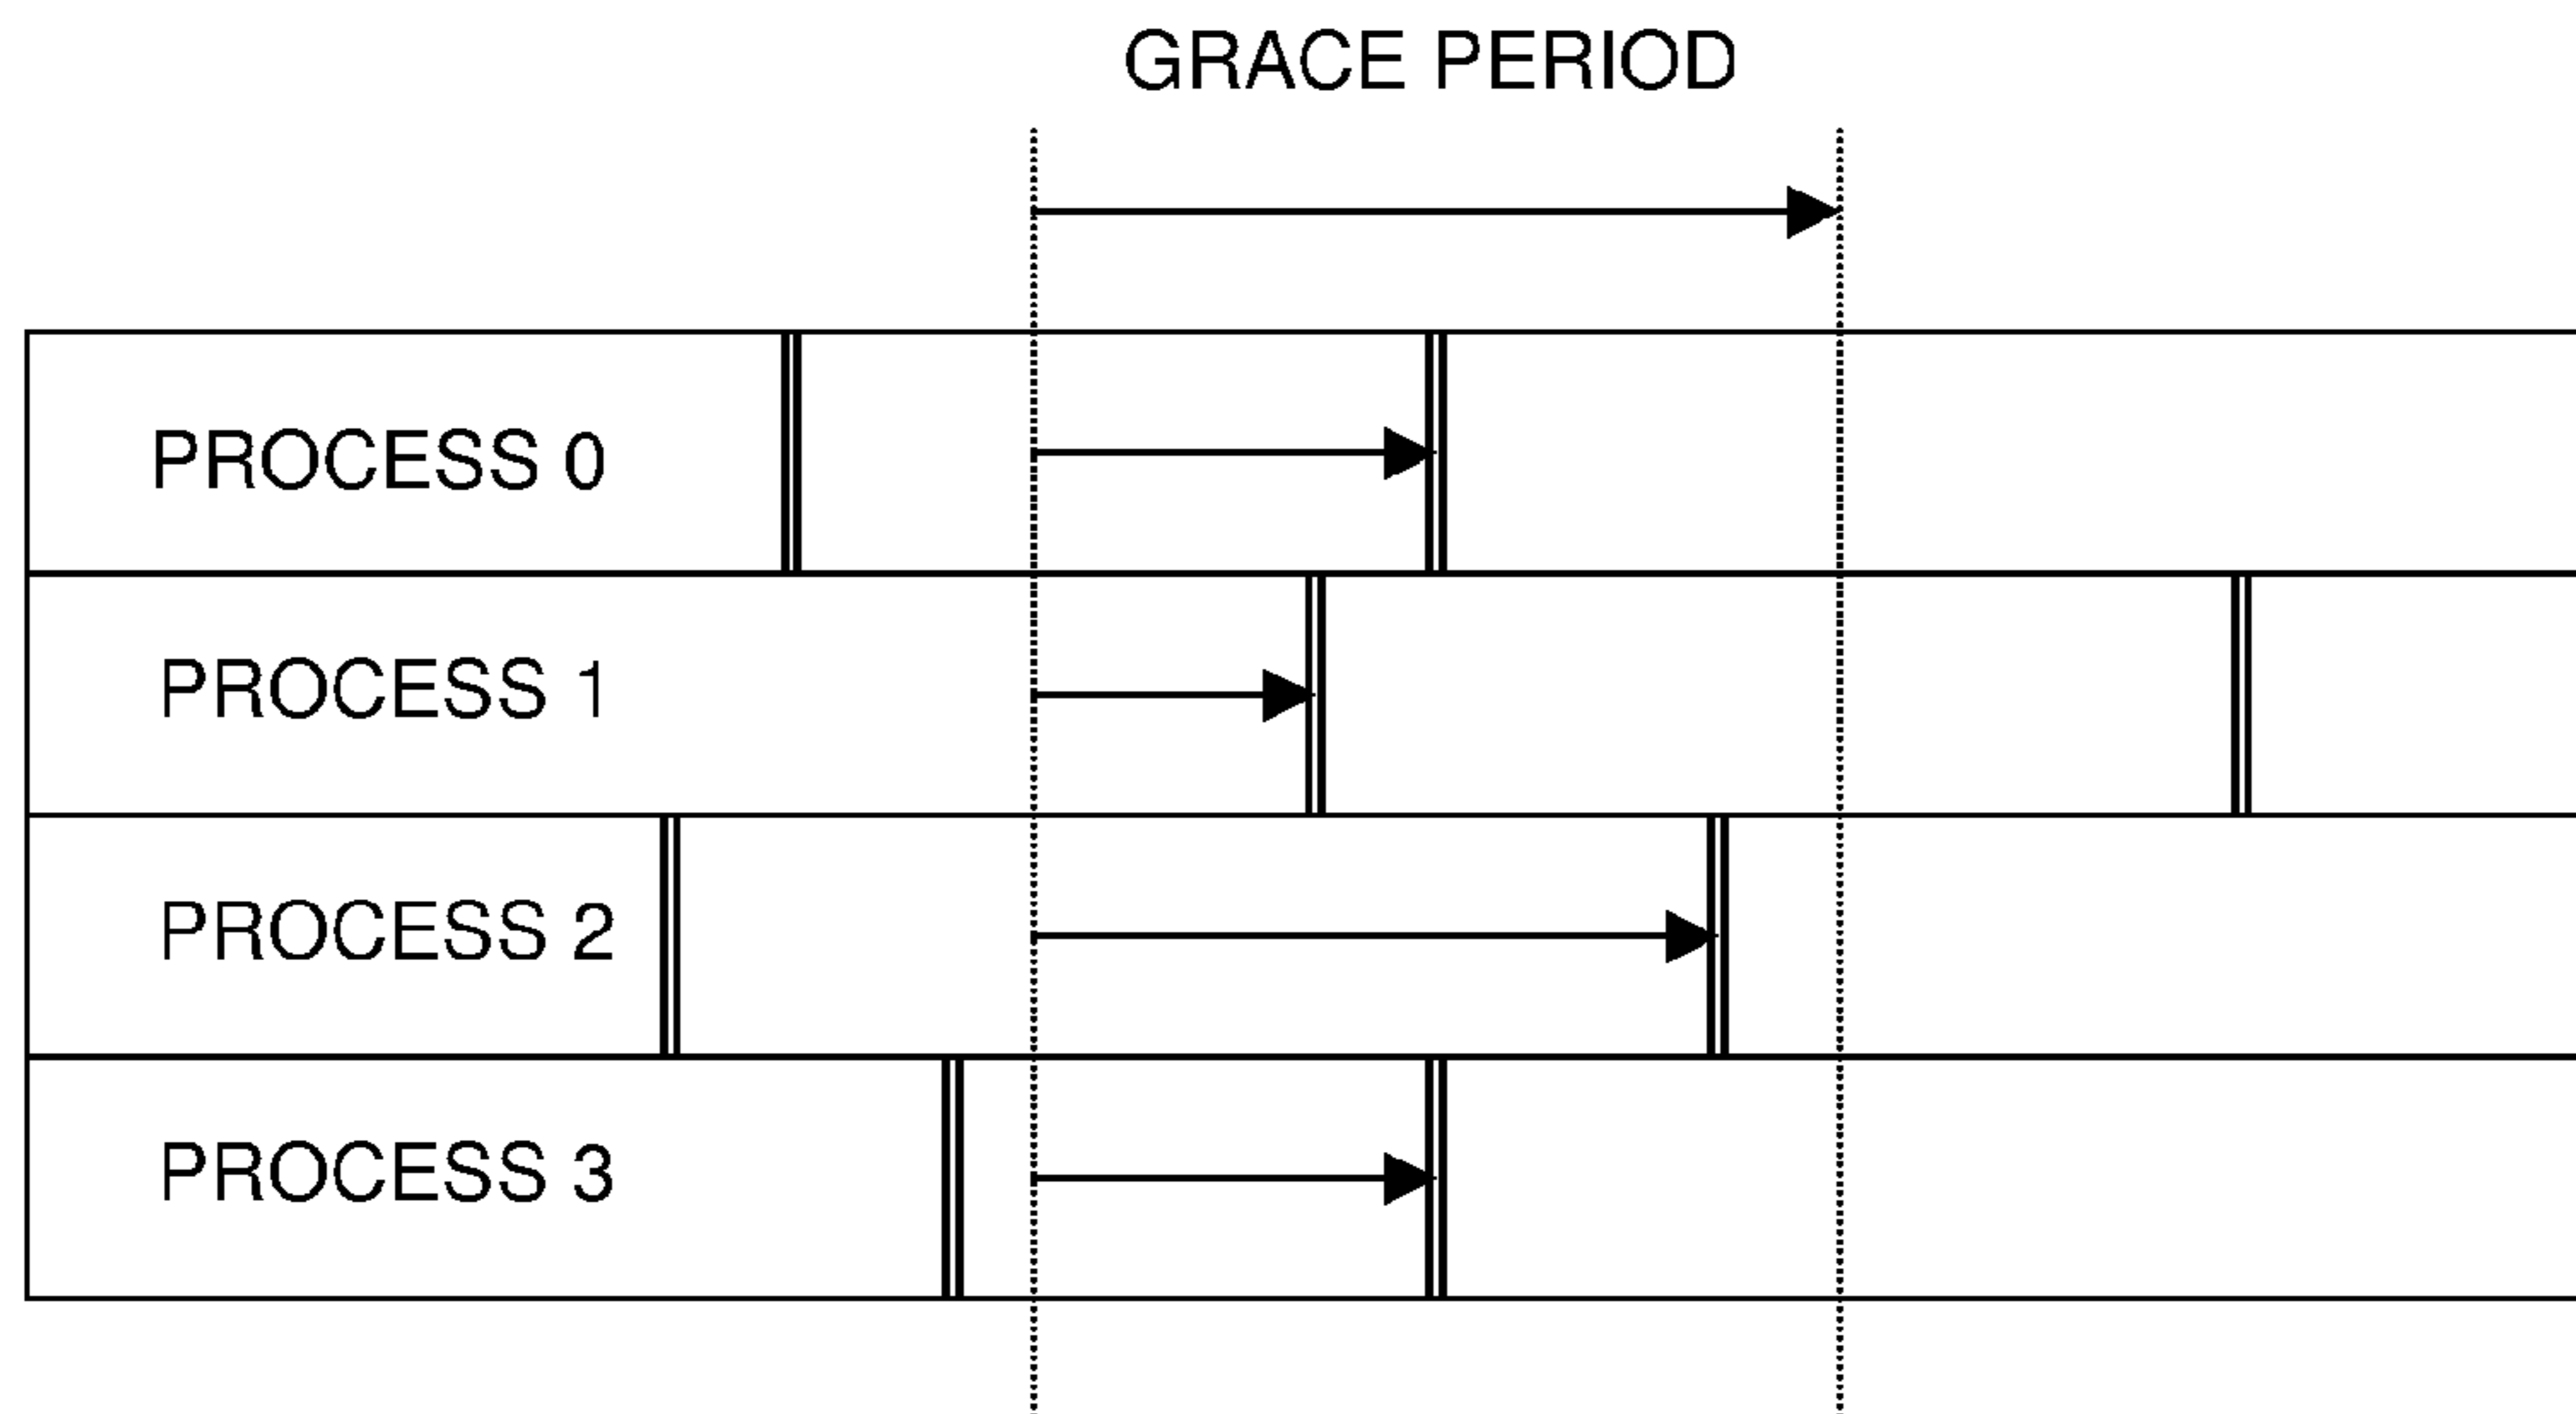 GRACE PERIOD
PROCESS 0
PROCESS 1
PROCESS 2
PROCESS 3